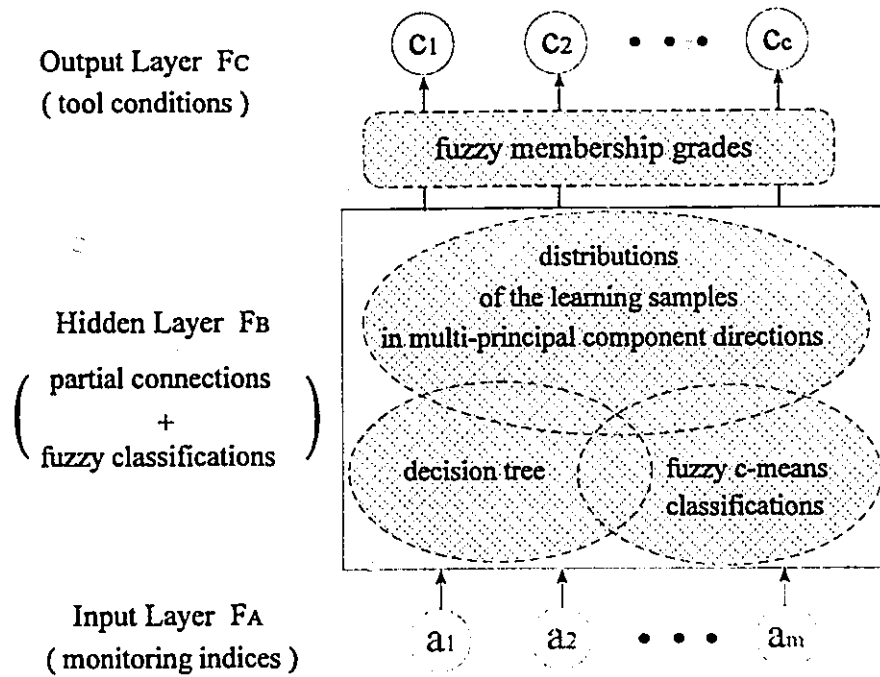 C1 C2 • • • Cc
Output Layer FC
( tool conditions )
fuzzy membership grades
distributions
of the learning samples
in multi-principal component directions
Hidden Layer FB
( partial connections
+
fuzzy classifications )
decision tree
fuzzy c-means
classifications
Input Layer FA
( monitoring indices )
a1 a2 • • • am